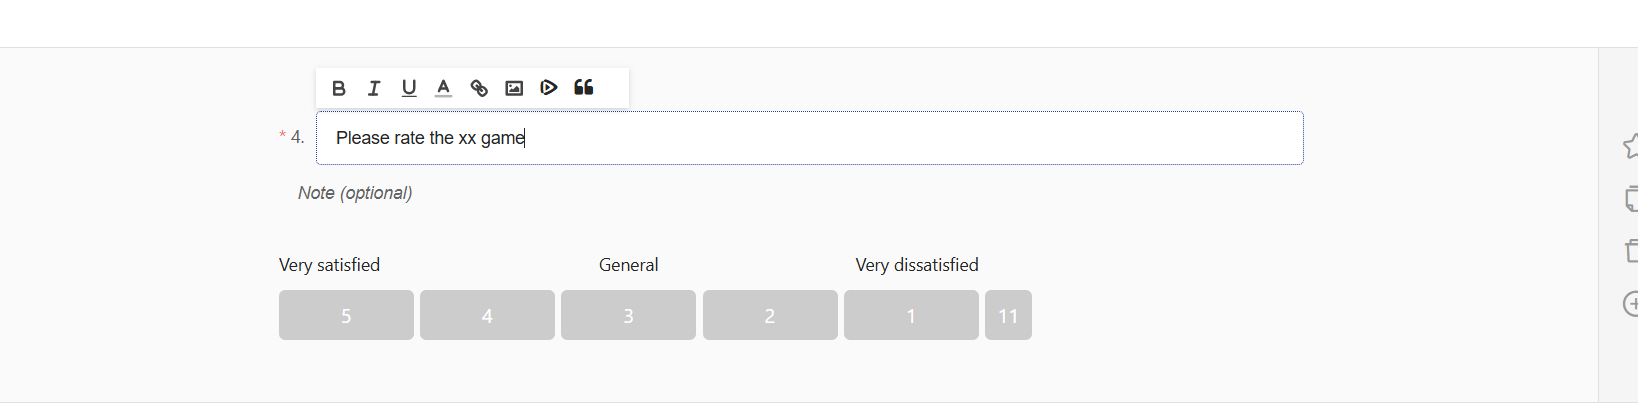 B I U A
* 4. Please rate the xx game
Note (optional)
Very satisfied General Very dissatisfied
5 4 3 2 1 11